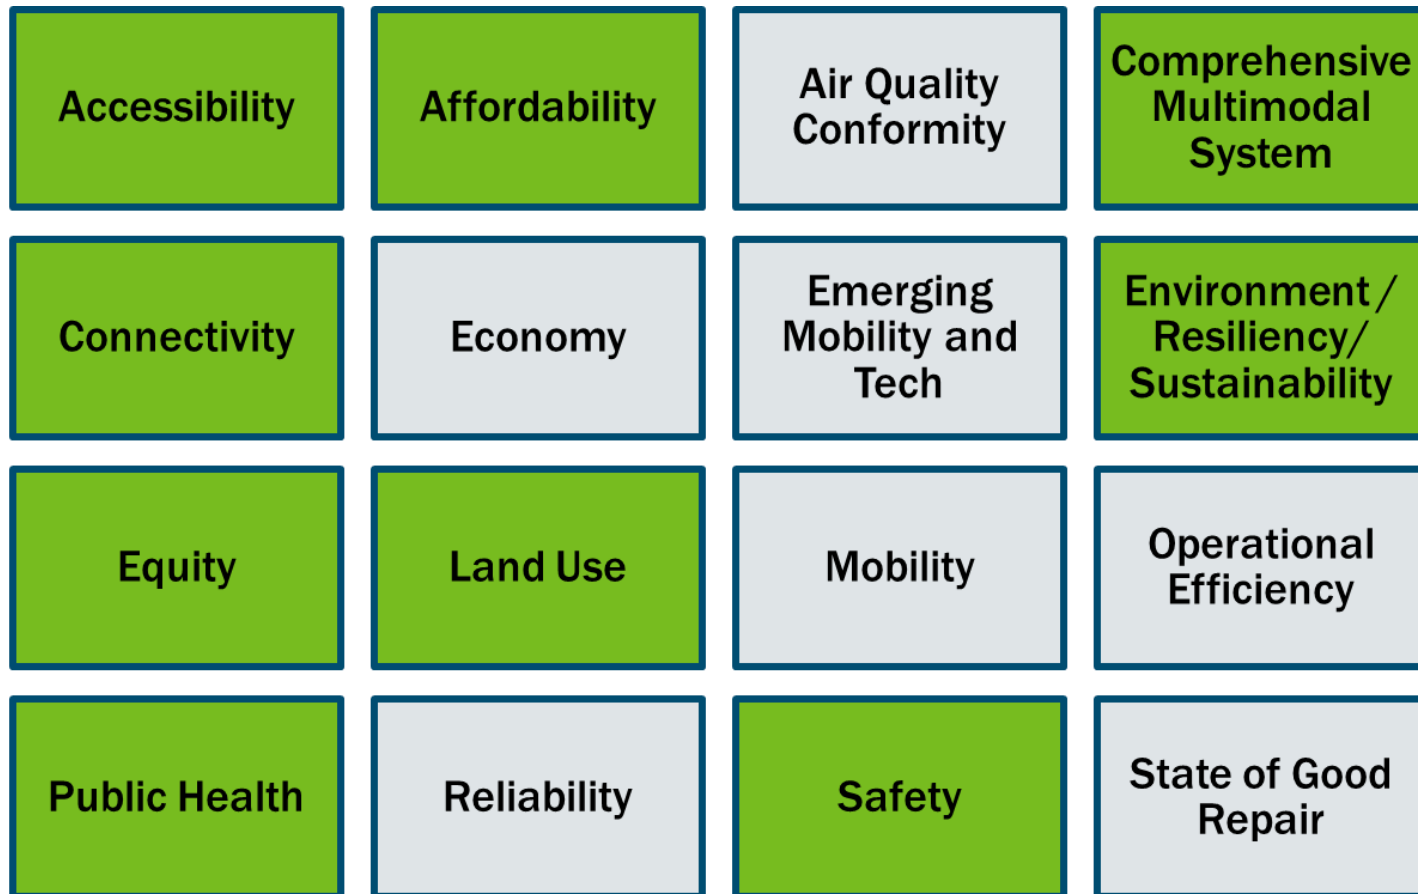 Accessibility
Affordability
Air Quality
Conformity
Comprehensive
Multimodal
System
Connectivity
Economy
Emerging
Mobility and
Tech
Environment /
Resiliency/
Sustainability
Equity
Land Use
Mobility
Operational
Efficiency
Public Health
Reliability
Safety
State of Good
Repair